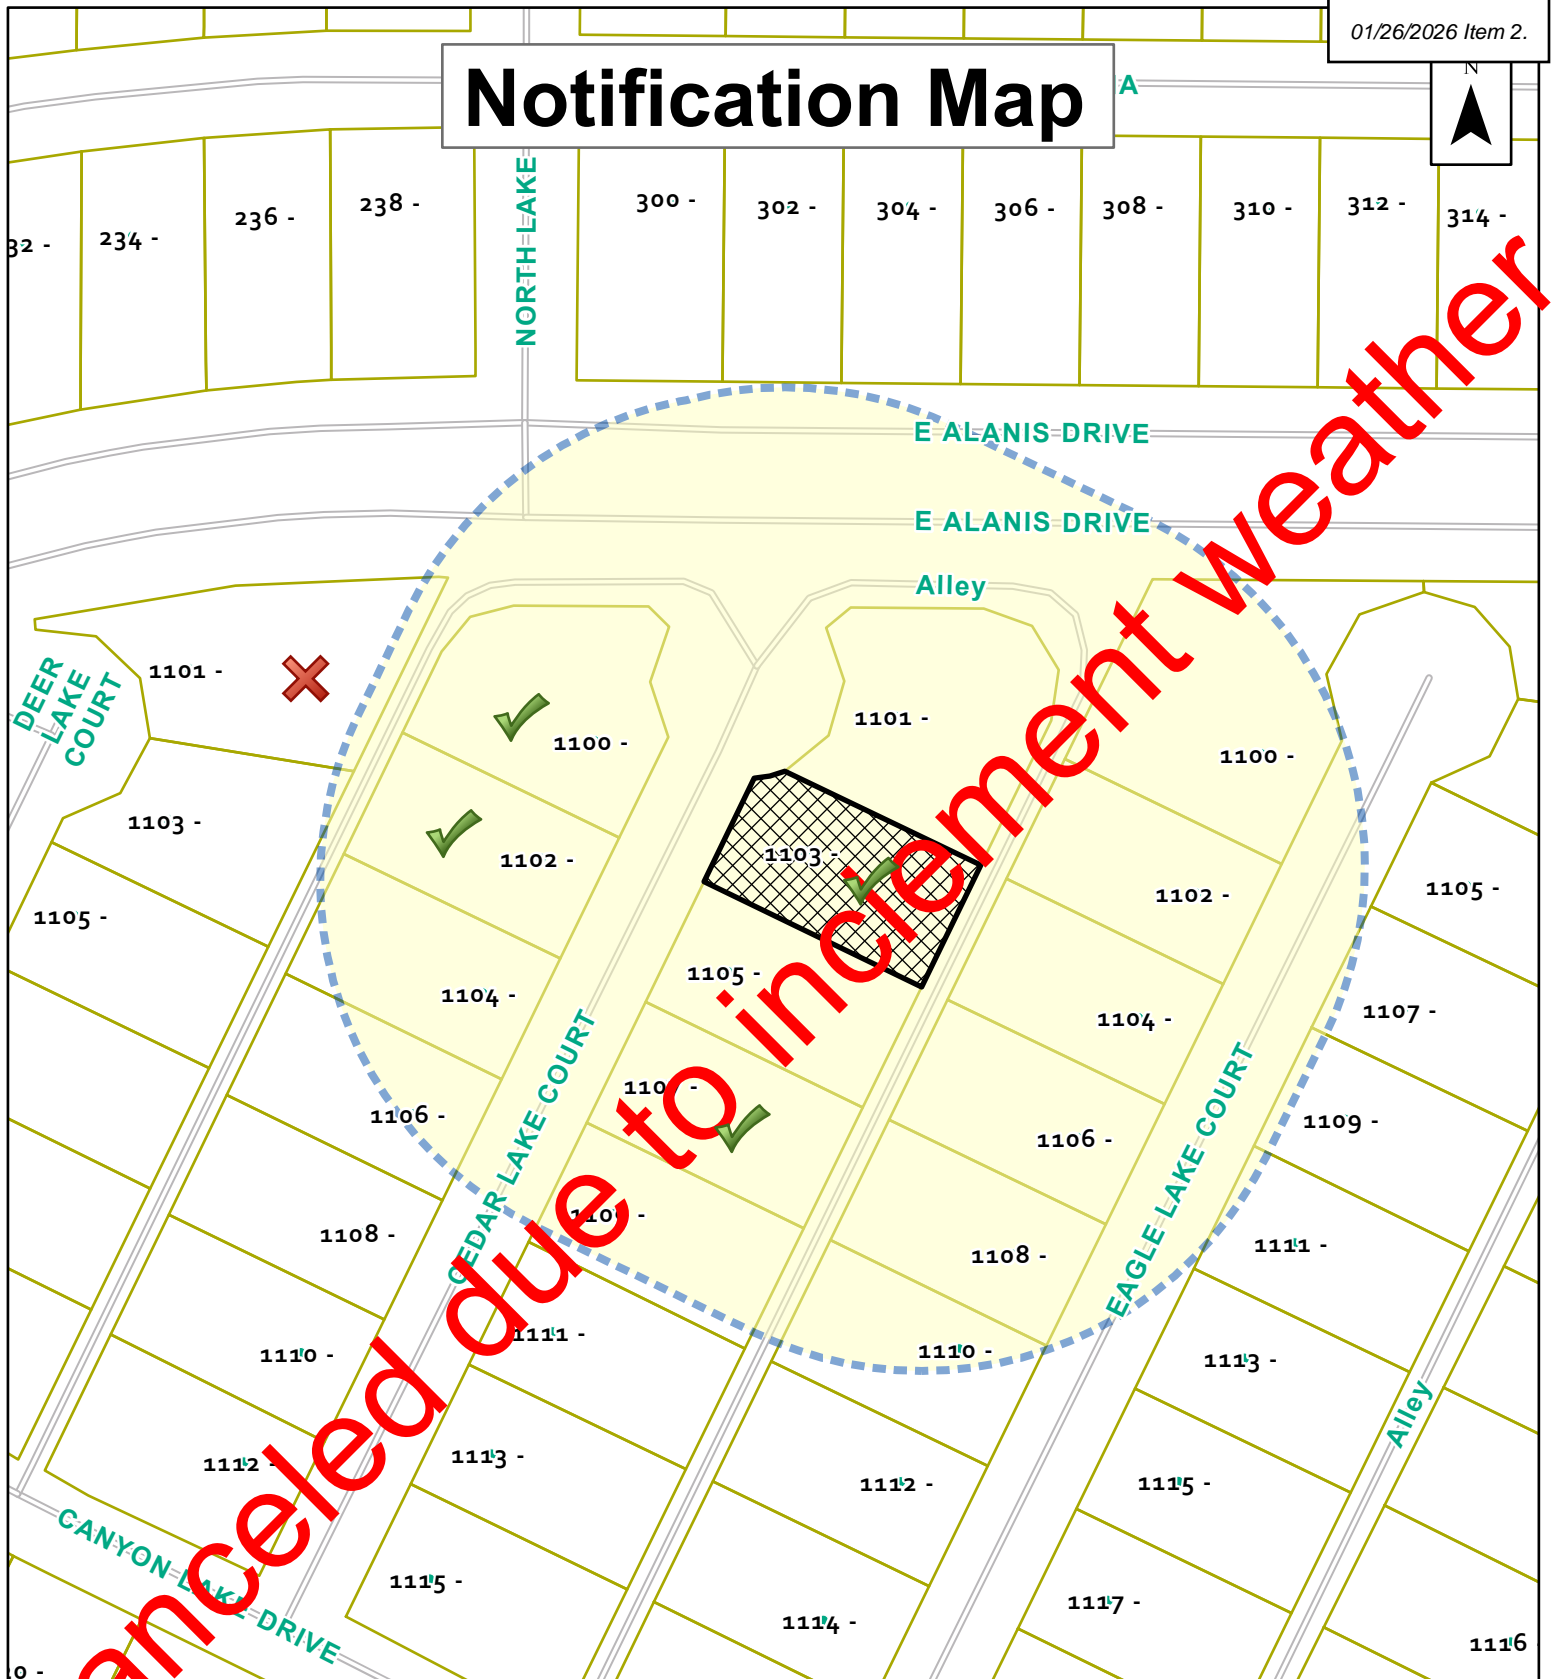 01/26/2026 Item 2.
N
Notification Map
A
NORTH LAKE
234 -
236 -
238 -
300 -
302 -
304 -
306 -
308 -
310 -
312 -
314 -
E ALANIS DRIVE
E ALANIS DRIVE
Alley
DEER
LAKE
COURT
1101 -
1100 -
1101 -
1100 -
1103 -
1102 -
1103 -
1102 -
1105 -
1105 -
1104 -
1105 -
1104 -
1107 -
1106 -
1106 -
1109 -
CEDAR LAKE COURT
EAGLE LAKE COURT
1108 -
1108 -
1111 -
1110 -
1111 -
1110 -
1113 -
1112 -
1113 -
1112 -
1115 -
Alley
1115 -
1114 -
1117 -
1116
CANYON LAKE DRIVE
due to inclement weather